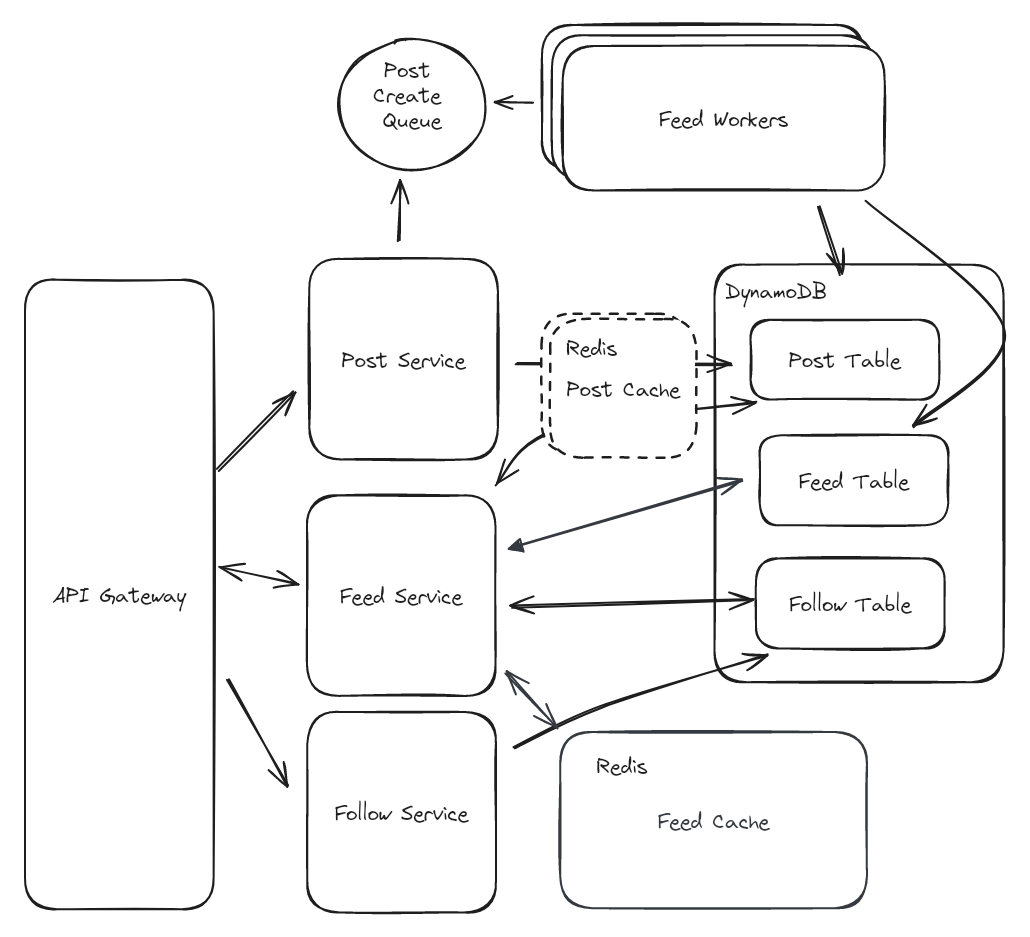 Post
Create
Queue
Feed Workers
DynamoDB
Post Service
Redis
Post Cache
Post Table
Feed Table
API Gateway
Feed Service
Follow Table
Follow Service
Redis
Feed Cache